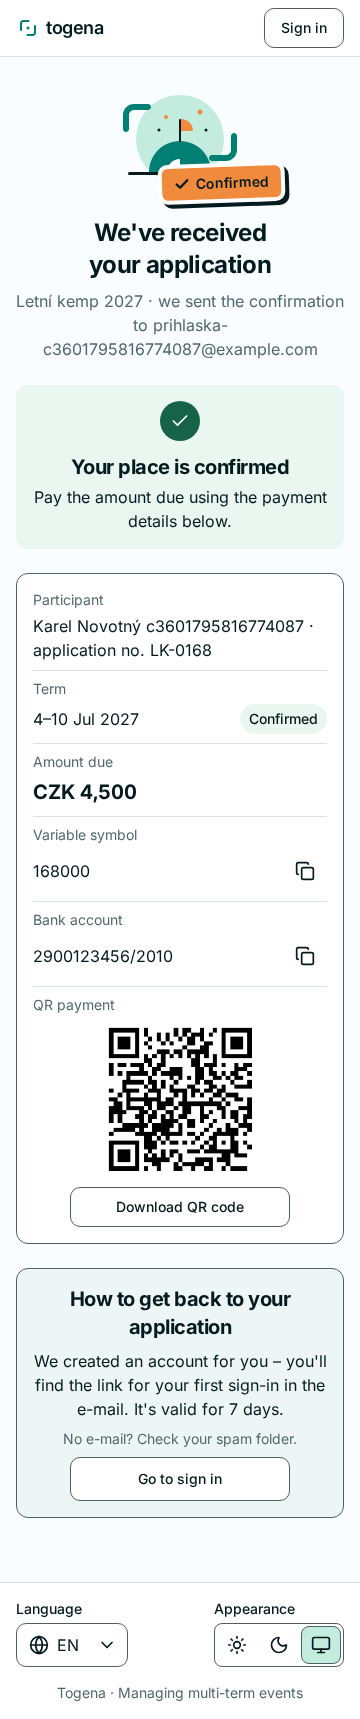 togena
Sign in
Confirmed
We've received
your application
Letní kemp 2027 · we sent the confirmation
to prihlaska-
c3601795816774087@example.com
Your place is confirmed
Pay the amount due using the payment
details below.
Participant
Karel Novotný c3601795816774087 ·
application no. LK-0168
Term
4–10 Jul 2027
Confirmed
Amount due
CZK 4,500
Variable symbol
168000
Bank account
2900123456/2010
QR payment
Download QR code
How to get back to your
application
We created an account for you – you'll
find the link for your first sign-in in the
e-mail. It's valid for 7 days.
No e-mail? Check your spam folder.
Go to sign in
Language
Appearance
EN
Togena · Managing multi-term events